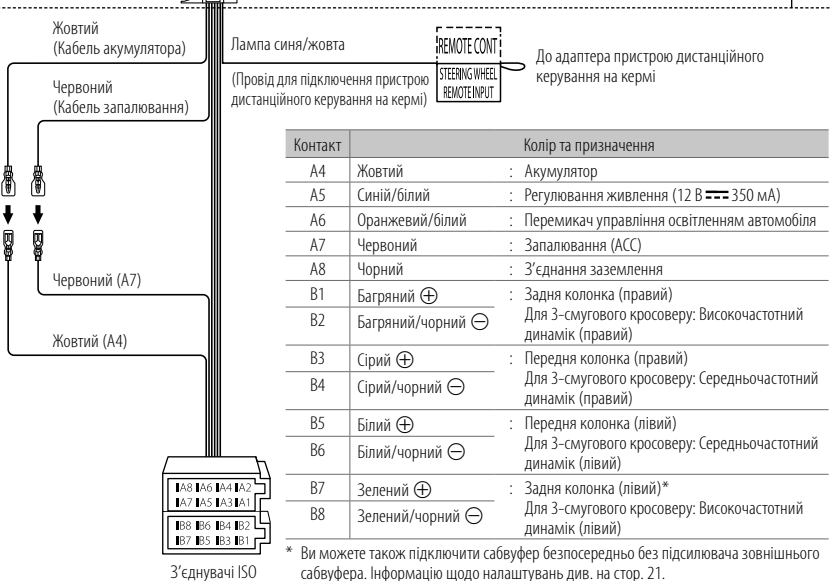 Жовтий
(Кабель акумулятора)
Червоний
(Кабель запалювання)
Лампа синя/жовта
(Провід для підключення пристрою
дистанційного керування на кермі)
REMOTE CONT
STEERING WHEEL
REMOTE INPUT
До адаптера пристрою дистанційного
керування на кермі
Червоний (A7)
Жовтий (A4)
Контакт Колір та призначення
A4 Жовтий : Акумулятор
A5 Синій/білий : Регулювання живлення (12 В ⎓ 350 мА)
A6 Оранжевий/білий : Перемикач управління освітленням автомобіля
A7 Червоний : Запалювання (ACC)
A8 Чорний : З’єднання заземлення
B1 Багряний ⊕ : Задня колонка (правий)
B2 Багряний/чорний ⊖ Для 3-смугового кросоверу: Високочастотний
динамік (правий)
B3 Сірий ⊕ : Передня колонка (правий)
B4 Сірий/чорний ⊖ Для 3-смугового кросоверу: Середньочастотний
динамік (правий)
B5 Білий ⊕ : Передня колонка (лівий)
B6 Білий/чорний ⊖ Для 3-смугового кросоверу: Середньочастотний
динамік (лівий)
B7 Зелений ⊕ : Задня колонка (лівий)*
B8 Зелений/чорний ⊖ Для 3-смугового кросоверу: Високочастотний
динамік (лівий)
* Ви можете також підключити сабвуфер безпосередньо без підсилювача зовнішнього
сабвуфера. Інформацію щодо налаштувань див. на стор. 21.
A8 A6 A4 A2
A7 A5 A3 A1
B8 B6 B4 B2
B7 B5 B3 B1
З’єднувачі ISO